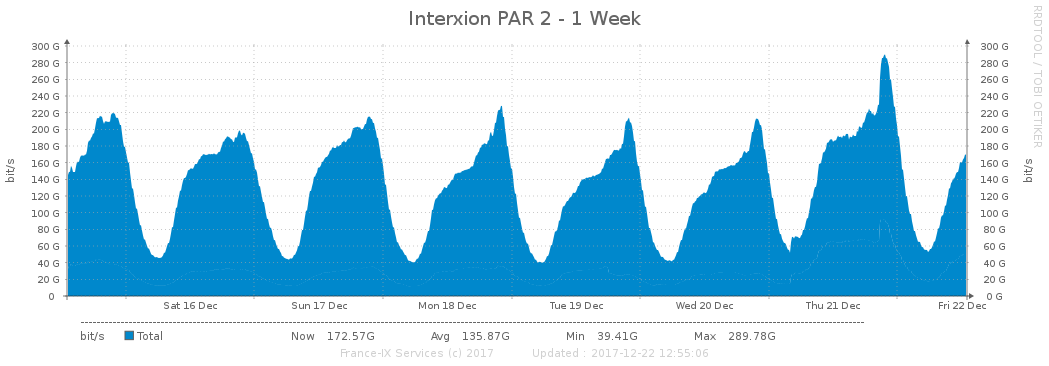 Interxion PAR 2 - 1 Week
RRDTOOL / TOBI OETIKER
bit/s
300 G 300 G
280 G 280 G
260 G 260 G
240 G 240 G
220 G 220 G
200 G 200 G
180 G 180 G
160 G 160 G
140 G 140 G
120 G 120 G
100 G 100 G
80 G 80 G
60 G 60 G
40 G 40 G
20 G 20 G
0 0 G
bit/s
Sat 16 Dec Sun 17 Dec Mon 18 Dec Tue 19 Dec Wed 20 Dec Thu 21 Dec Fri 22 Dec
bit/s Total Now 172.57G Avg 135.87G Min 39.41G Max 289.78G
France-IX Services (c) 2017 Updated : 2017-12-22 12:55:06